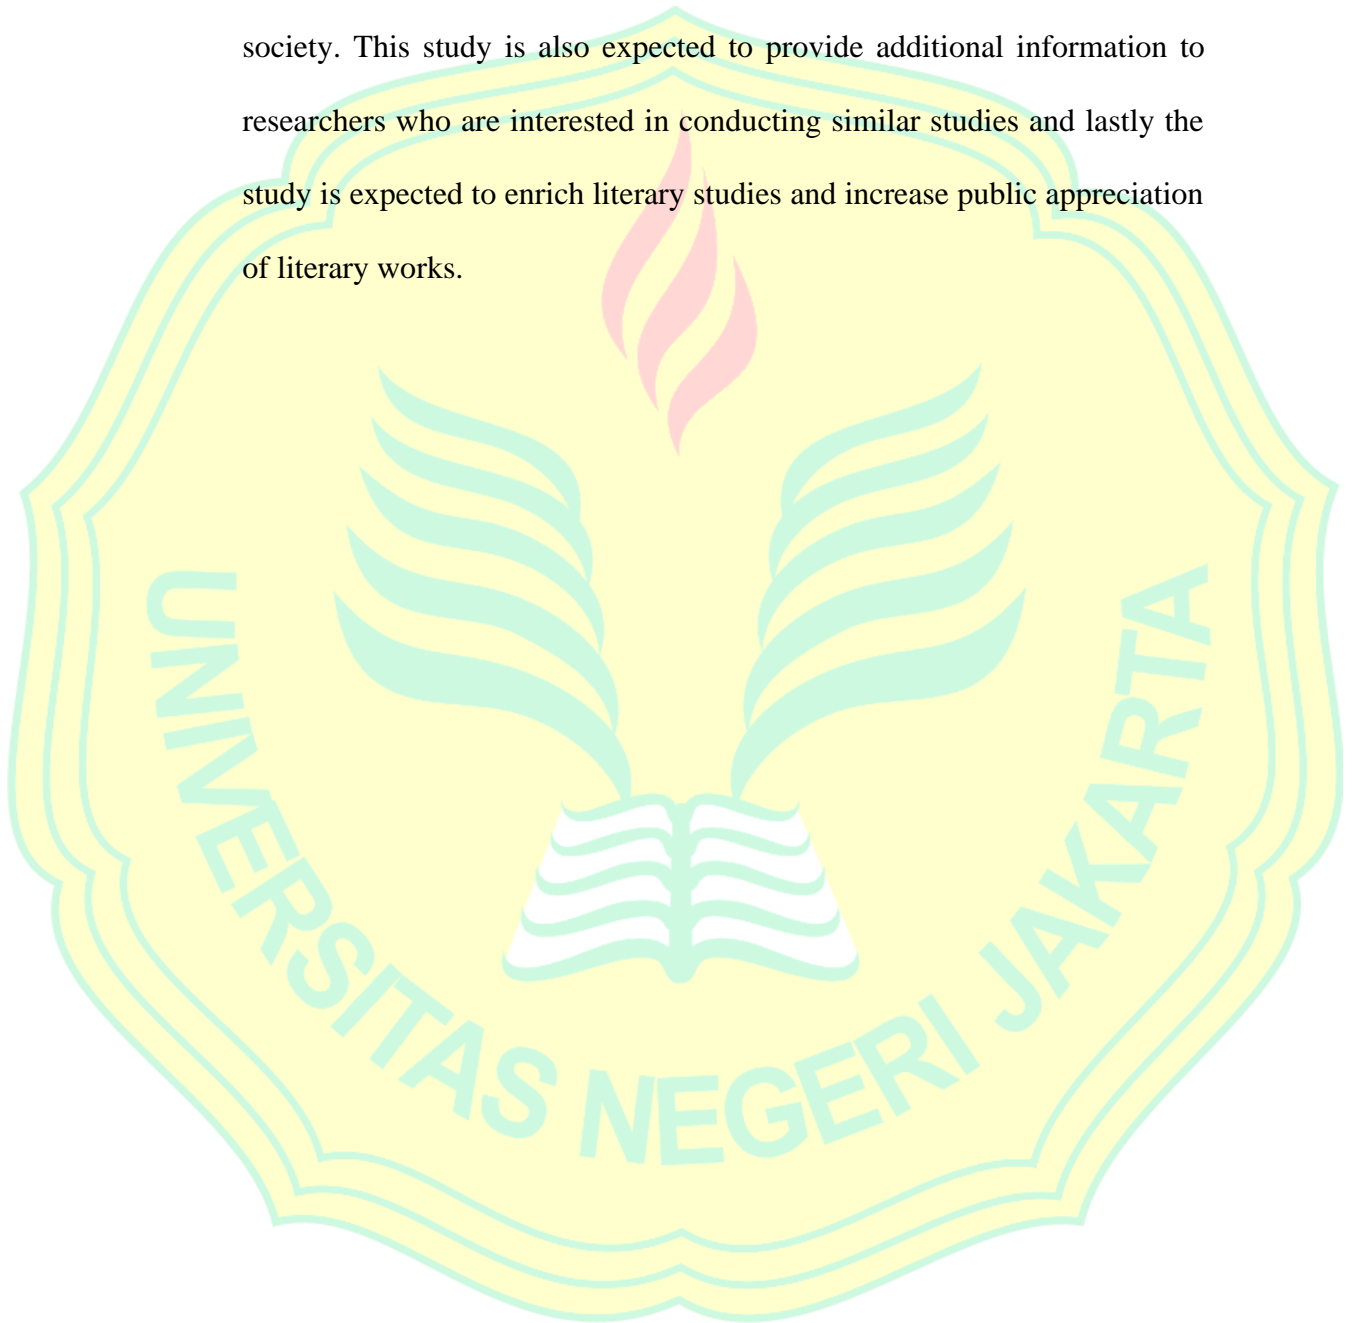 society. This study is also expected to provide additional information to
researchers who are interested in conducting similar studies and lastly the
study is expected to enrich literary studies and increase public appreciation
of literary works.
UNIVERSITAS NEGERI JAKARTA